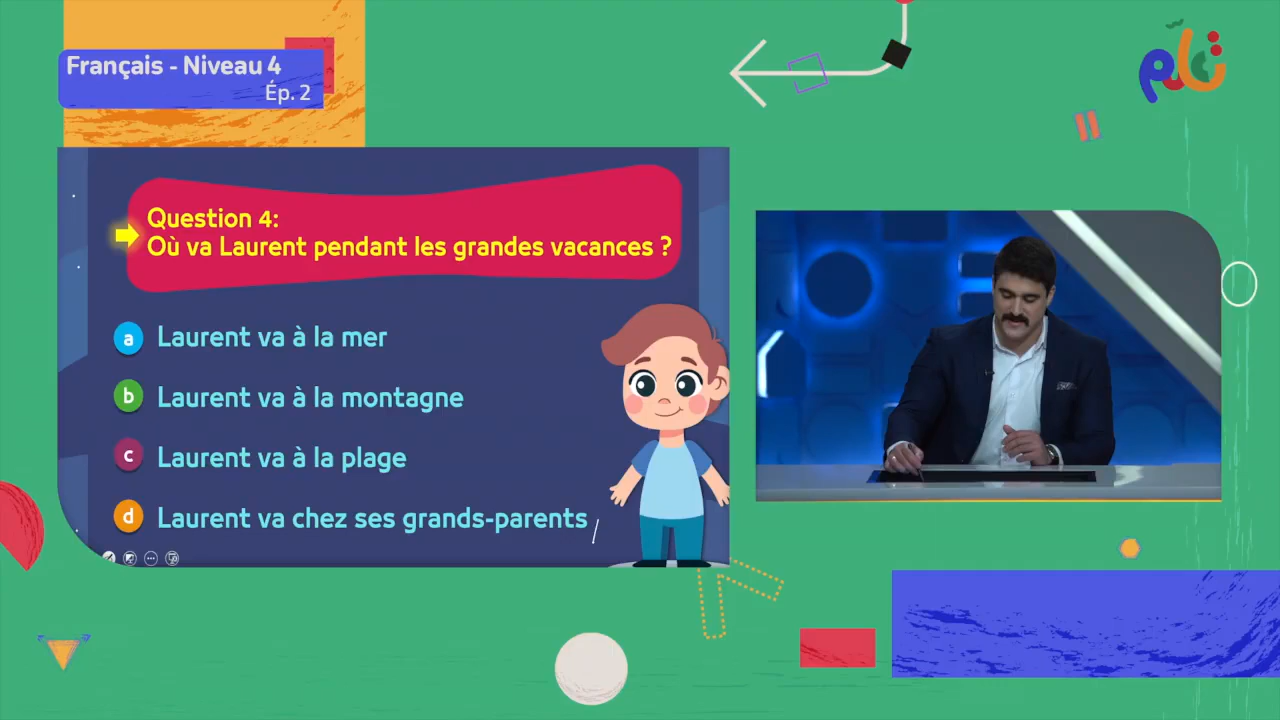 Français - Niveau 4
Ép. 2
تعلّم
Question 4:
Où va Laurent pendant les grandes vacances ?
a Laurent va à la mer
b Laurent va à la montagne
c Laurent va à la plage
d Laurent va chez ses grands-parents